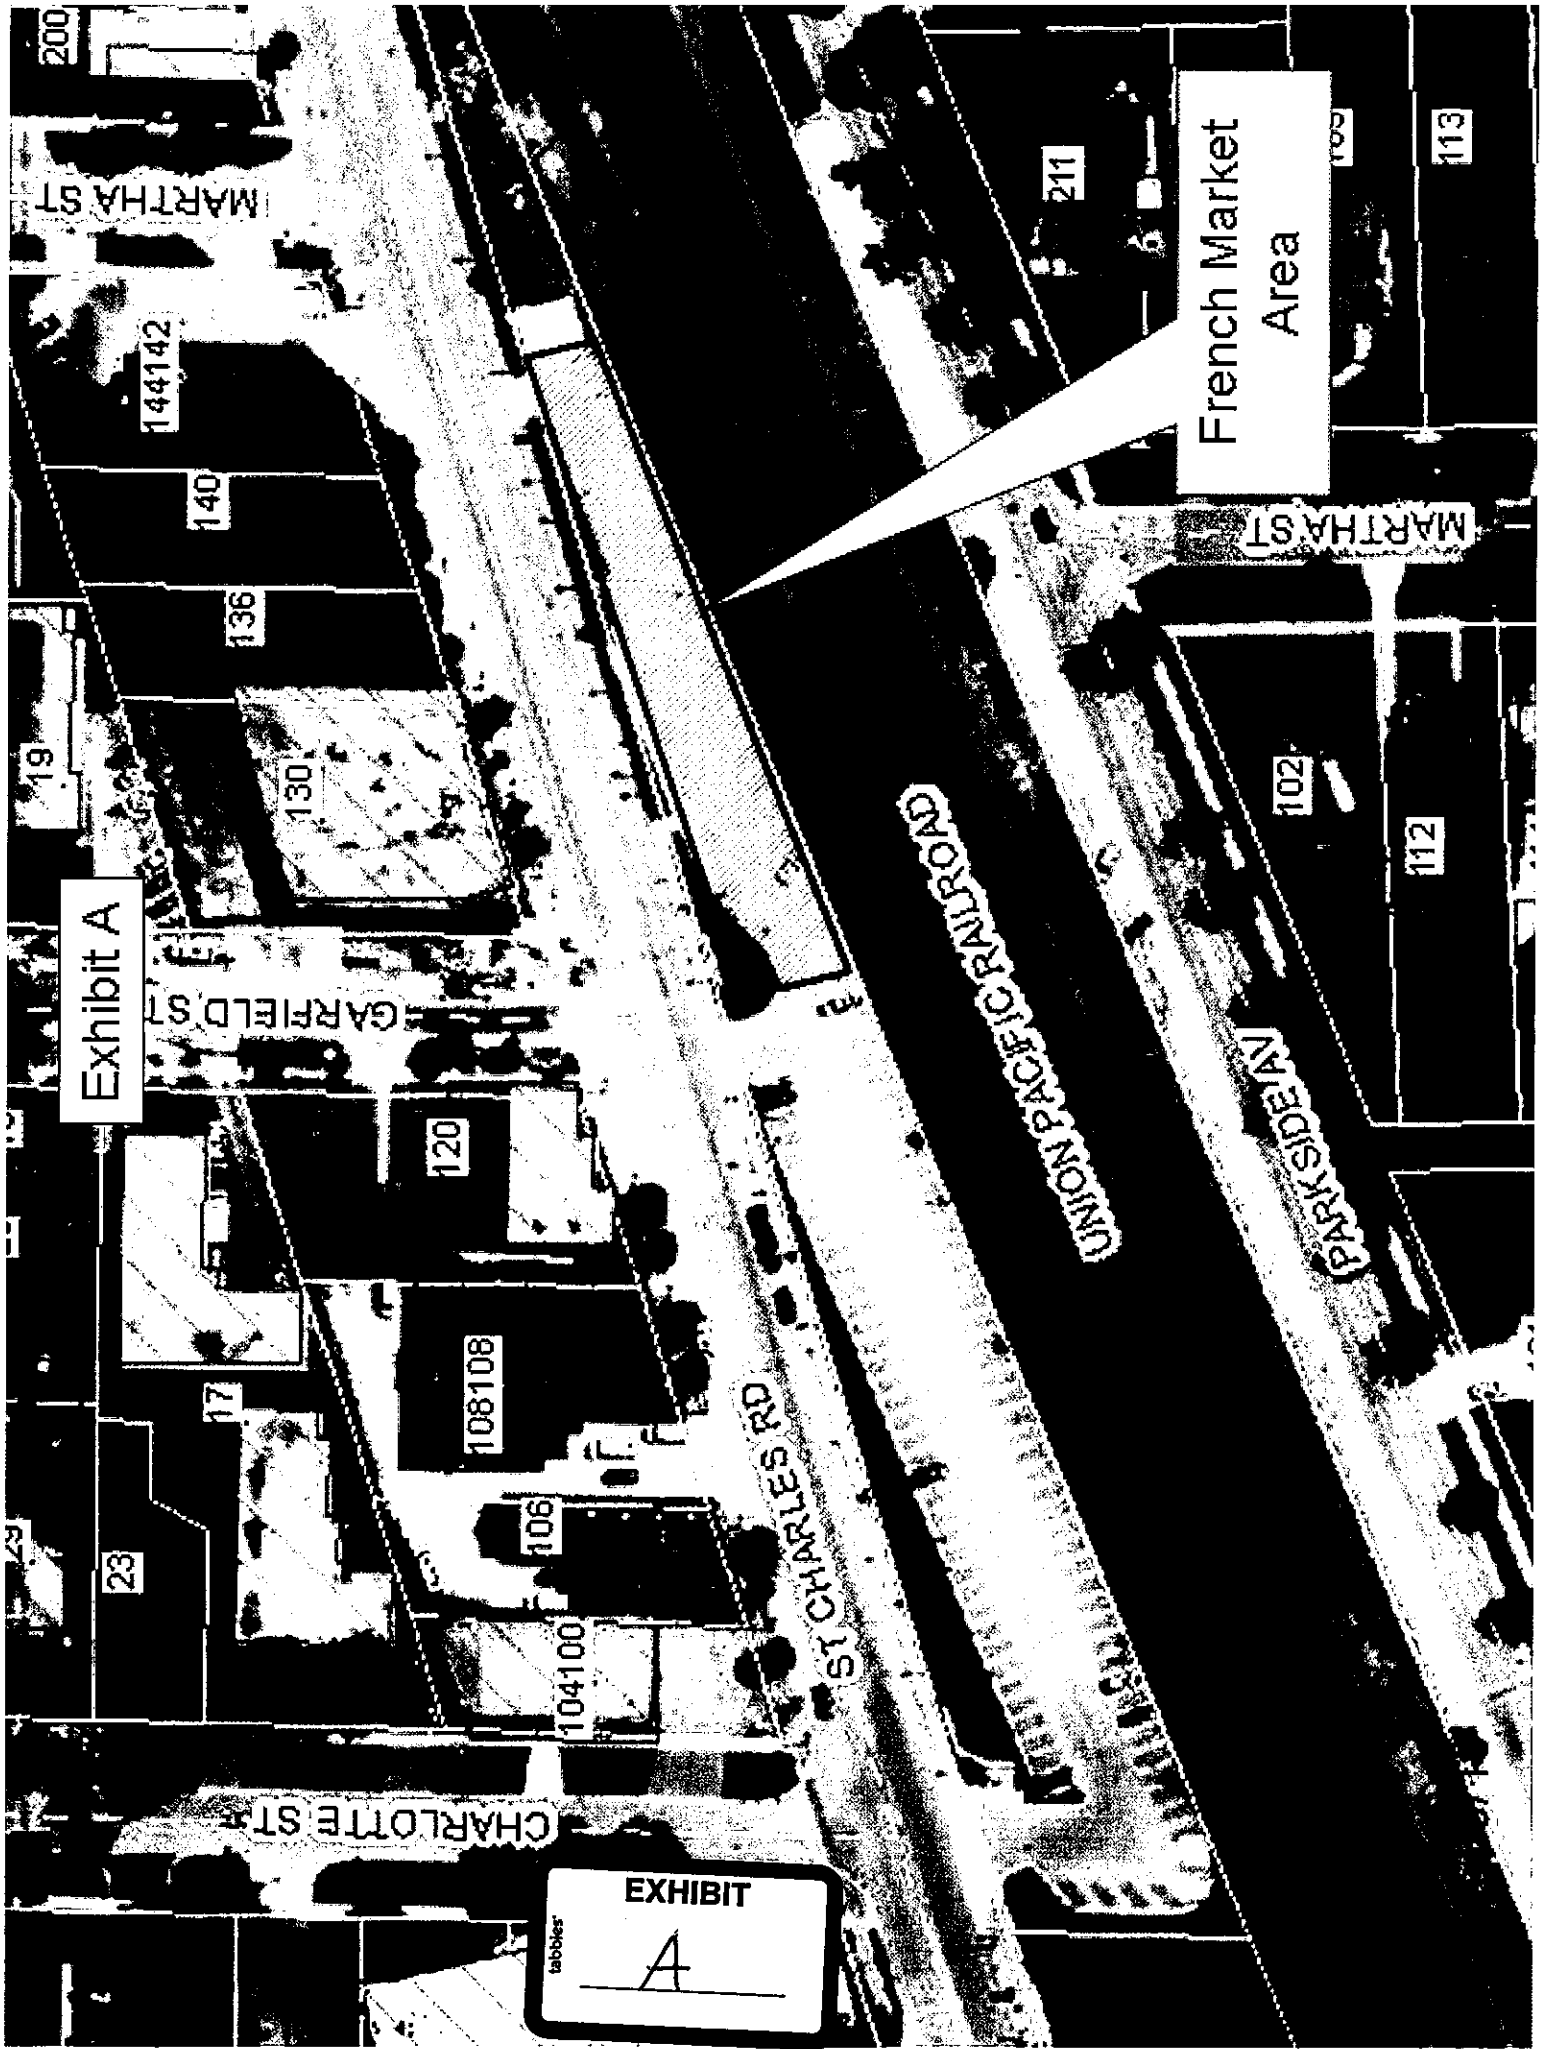 Exhibit A
200
MARTHA ST
144142
140
136
19
130
GARFIELD ST
120
17
108108
23
106
104100
CHARLOTTE ST
ST CHARLES RD
UNION PACIFIC RAILROAD
PARKSIDE AV
French Market
Area
211
113
MARTHA ST
102
112
EXHIBIT
tabbies'
A